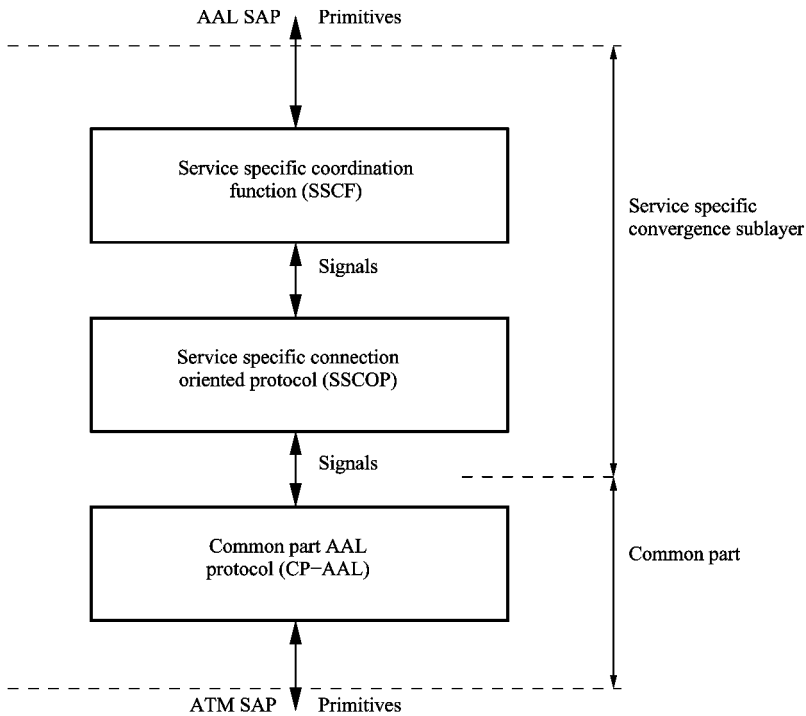 AAL SAP Primitives
Service specific coordination
function (SSCF)
Service specific
convergence sublayer
Signals
Service specific connection
oriented protocol (SSCOP)
Signals
Common part AAL
protocol (CP−AAL)
Common part
ATM SAP Primitives